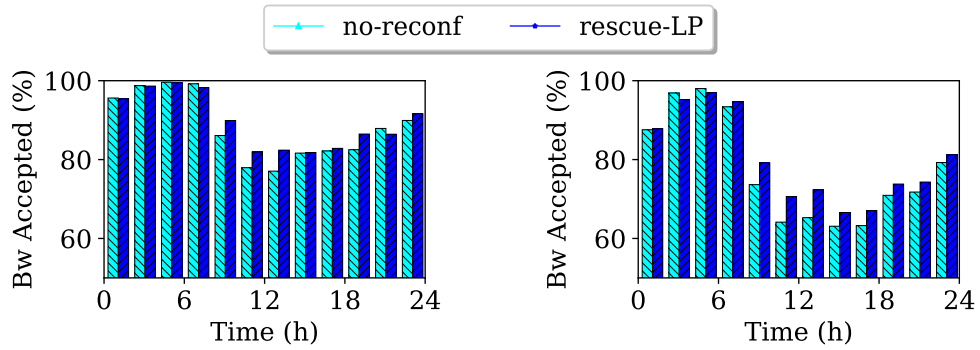 no-reconf rescue-LP
Bw Accepted (%)
100
80
60
0 6 12 18 24
Time (h)
Bw Accepted (%)
100
80
60
0 6 12 18 24
Time (h)